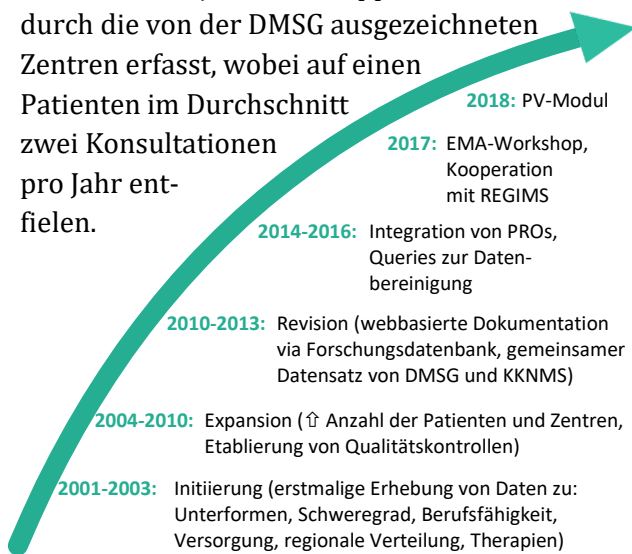 durch die von der DMSG ausgezeichneten
Zentren erfasst, wobei auf einen
Patienten im Durchschnitt
zwei Konsultationen
pro Jahr ent-
fielen.
2018: PV-Modul
2017: EMA-Workshop,
Kooperation
mit REGIMS
2014-2016: Integration von PROs,
Queries zur Daten-
bereinigung
2010-2013: Revision (webbasierte Dokumentation
via Forschungsdatenbank, gemeinsamer
Datensatz von DMSG und KKNMS)
2004-2010: Expansion (⇧ Anzahl der Patienten und Zentren,
Etablierung von Qualitätskontrollen)
2001-2003: Initiierung (erstmalige Erhebung von Daten zu:
Unterformen, Schweregrad, Berufsfähigkeit,
Versorgung, regionale Verteilung, Therapien)